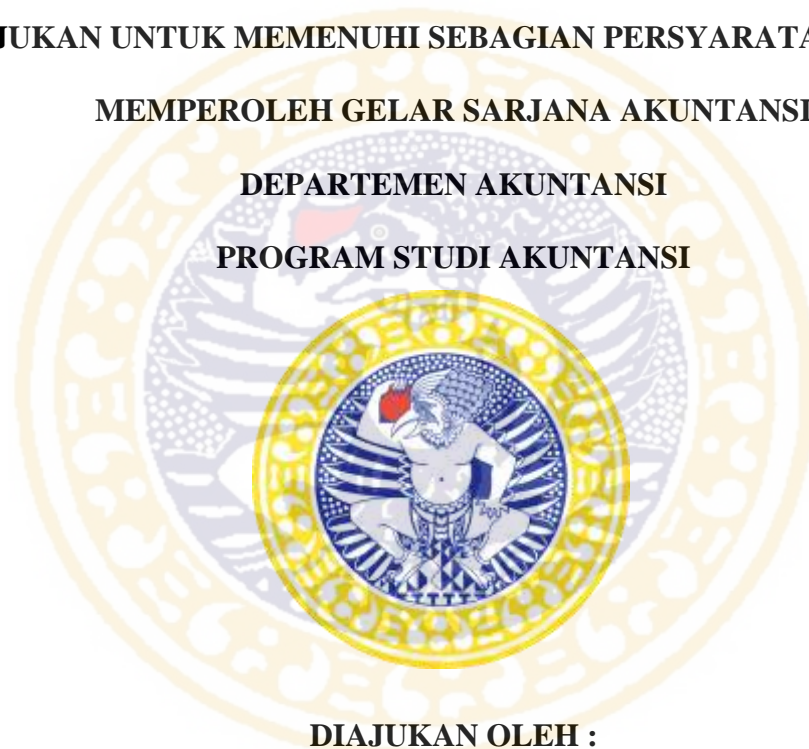 JUKAN UNTUK MEMENUHI SEBAGIAN PERSYARATA
MEMPEROLEH GELAR SARJANA AKUNTANSI
DEPARTEMEN AKUNTANSI
PROGRAM STUDI AKUNTANSI
DIAJUKAN OLEH :